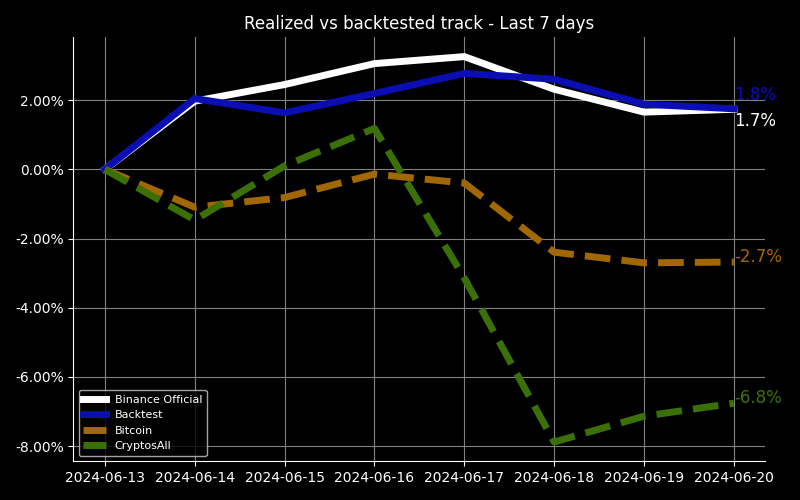 Realized vs backtested track - Last 7 days
2.00%
0.00%
-2.00%
-4.00%
-6.00%
-8.00%
1.8%
1.7%
-2.7%
-6.8%
Binance Official
Backtest
Bitcoin
CryptosAll
2024-06-13 2024-06-14 2024-06-15 2024-06-16 2024-06-17 2024-06-18 2024-06-19 2024-06-20